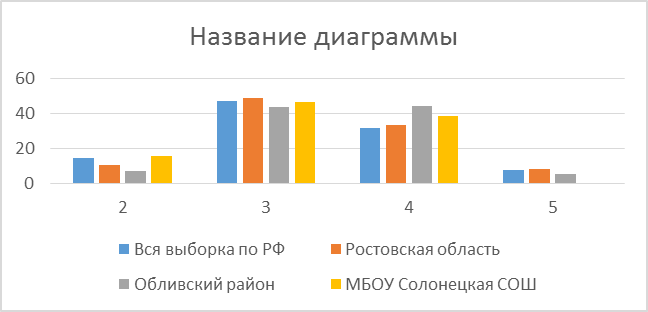 Название диаграммы
60
40
20
0
2 3 4 5
Вся выборка по РФ Ростовская область
Обливский район МБОУ Солонецкая СОШ